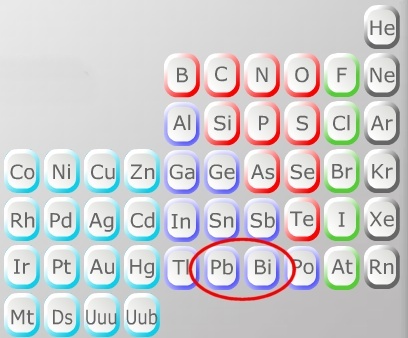 He
B C N O F Ne
Al Si P S Cl Ar
Co Ni Cu Zn Ga Ge As Se Br Kr
Rh Pd Ag Cd In Sn Sb Te I Xe
Ir Pt Au Hg Tl Pb Bi Po At Rn
Mt Ds Uuu Uub